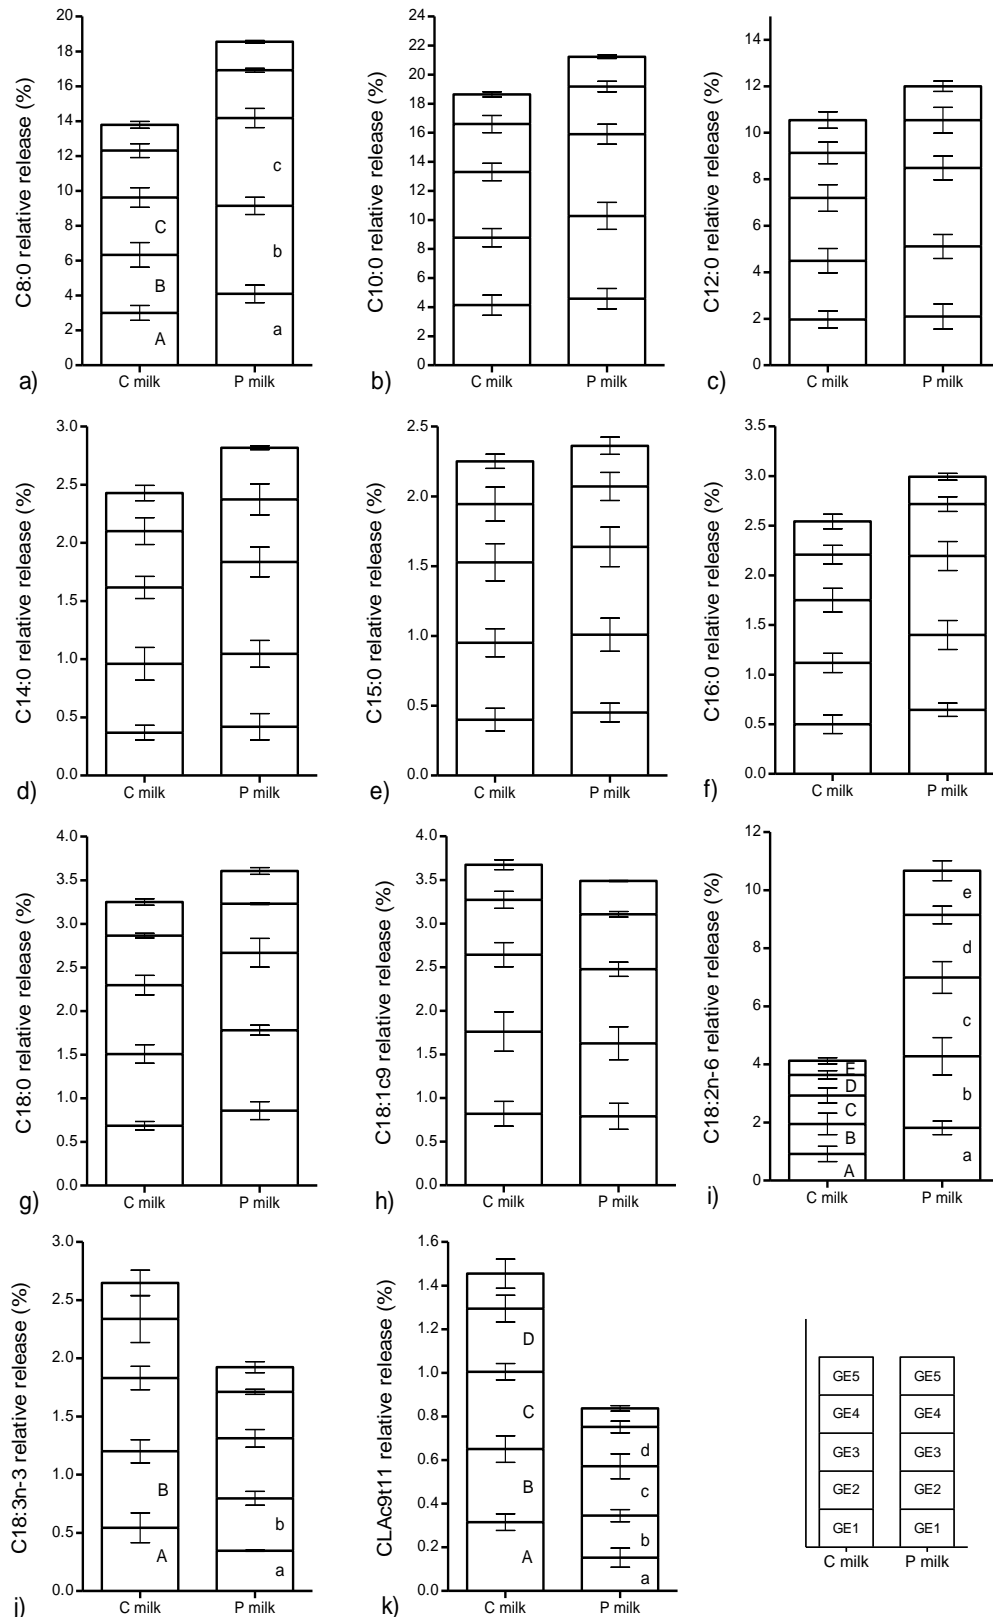 C8:0 relative release (%)
20
18
16
14
12
10
8
6
4
2
0
C
B
A
c
b
a
C milk
P milk
a)
C10:0 relative release (%)
24
22
20
18
16
14
12
10
8
6
4
2
0
C milk
P milk
b)
C12:0 relative release (%)
14
12
10
8
6
4
2
0
C milk
P milk
c)
C14:0 relative release (%)
3.0
2.5
2.0
1.5
1.0
0.5
0.0
C milk
P milk
d)
C15:0 relative release (%)
2.5
2.0
1.5
1.0
0.5
0.0
C milk
P milk
e)
C16:0 relative release (%)
3.5
3.0
2.5
2.0
1.5
1.0
0.5
0.0
C milk
P milk
f)
C18:0 relative release (%)
4.0
3.5
3.0
2.5
2.0
1.5
1.0
0.5
0.0
C milk
P milk
g)
C18:1c9 relative release (%)
4.0
3.5
3.0
2.5
2.0
1.5
1.0
0.5
0.0
C milk
P milk
h)
C18:2n-6 relative release (%)
12
10
8
6
4
2
0
E
D
C
B
A
e
d
c
b
a
C milk
P milk
i)
C18:3n-3 relative release (%)
3.0
2.5
2.0
1.5
1.0
0.5
0.0
B
A
b
a
C milk
P milk
j)
CLAc9t11 relative release (%)
1.6
1.4
1.2
1.0
0.8
0.6
0.4
0.2
0.0
D
C
B
A
d
c
b
a
C milk
P milk
k)
GE5 GE5
GE4 GE4
GE3 GE3
GE2 GE2
GE1 GE1
C milk P milk